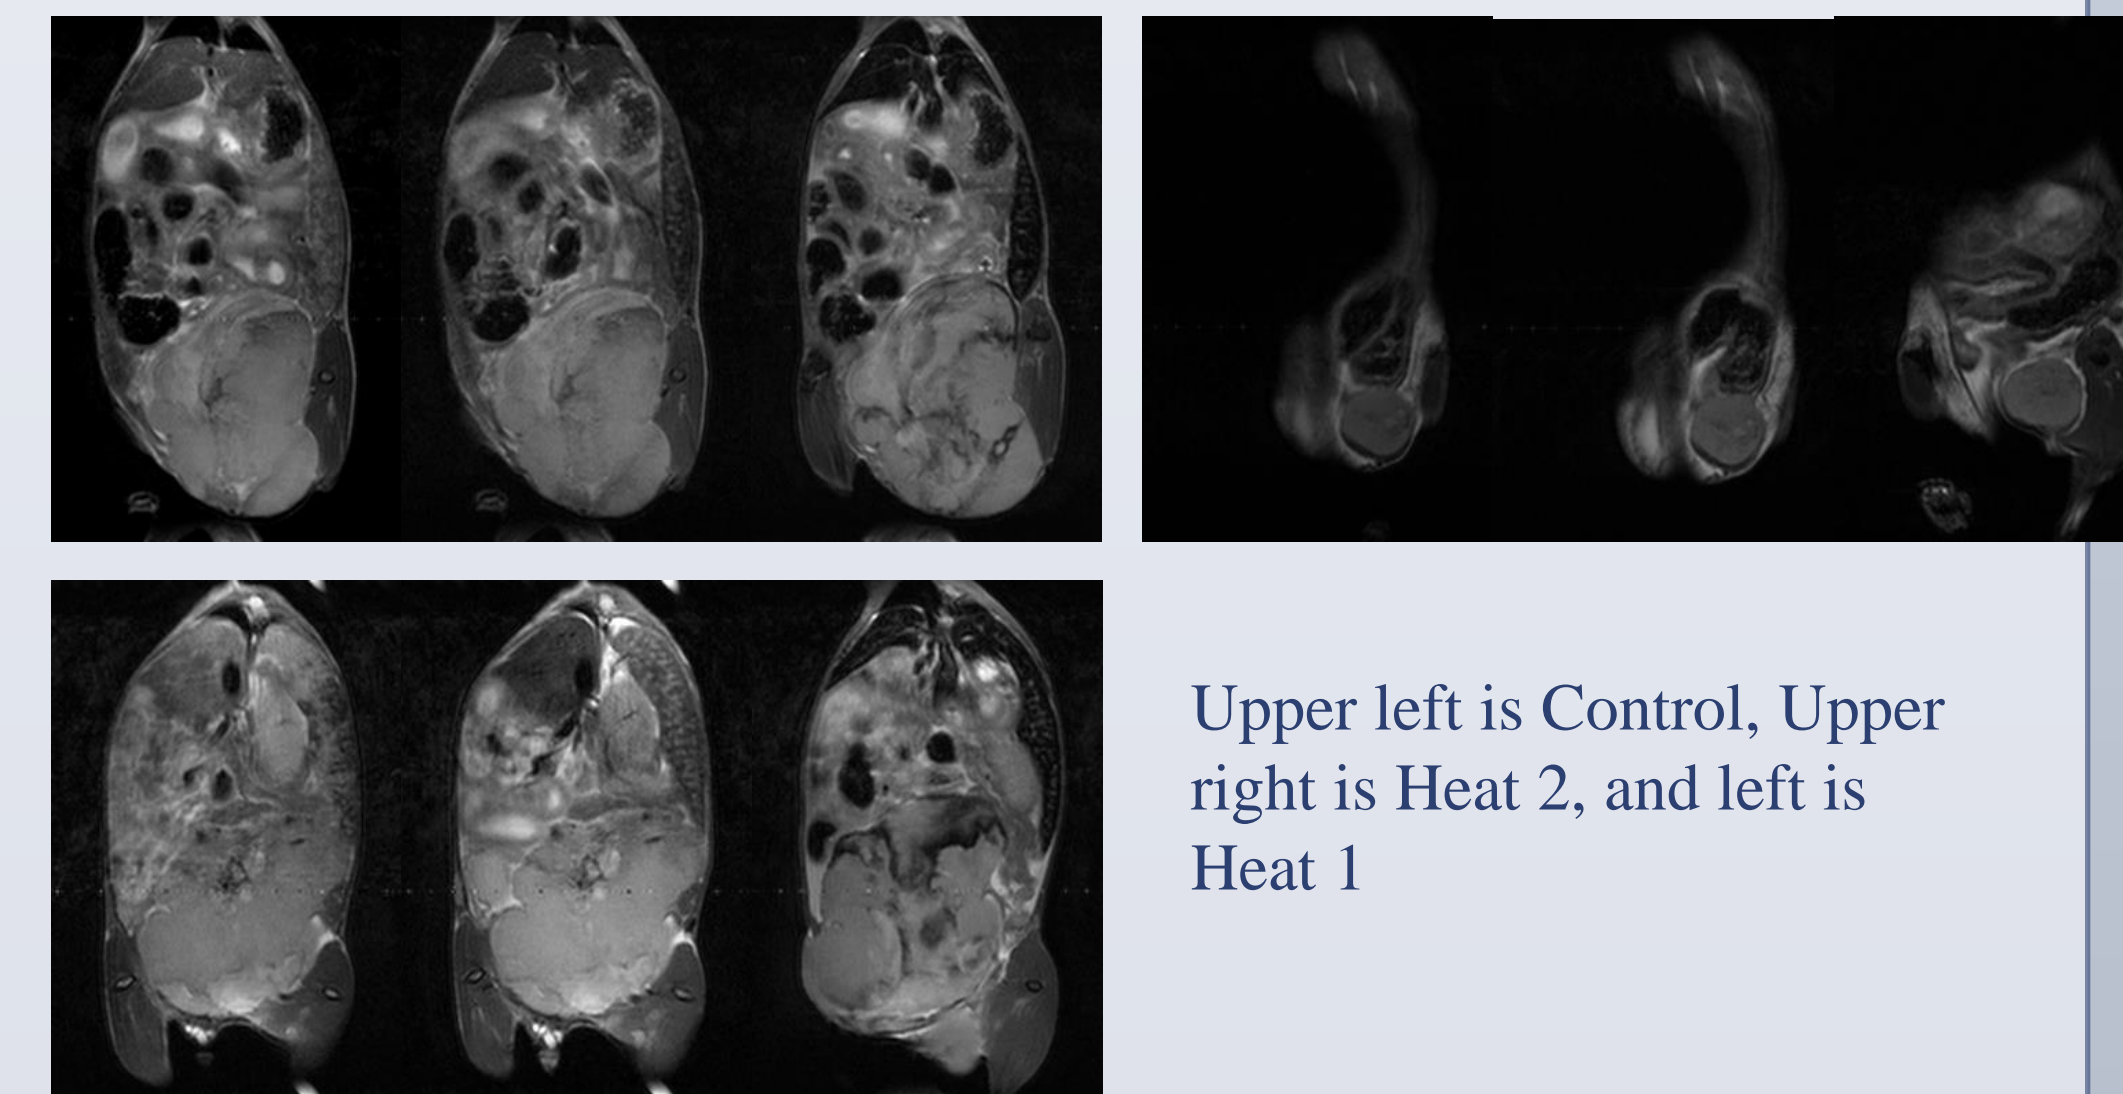 Upper left is Control, Upper
right is Heat 2, and left is
Heat 1